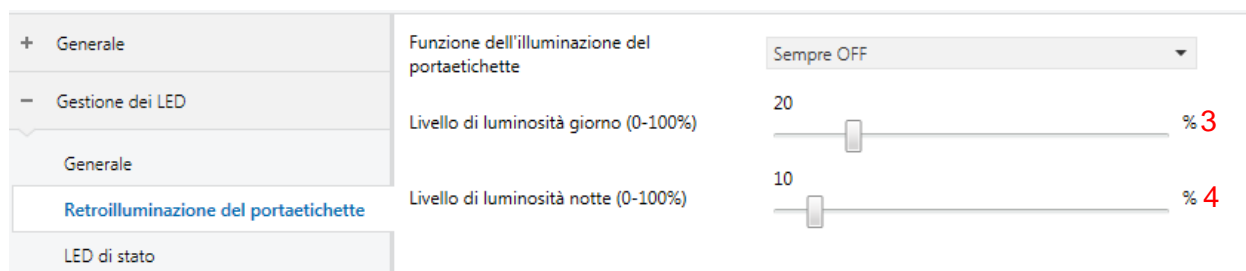 + Generale
− Gestione dei LED
Generale
Retroilluminazione del portaetichette
LED di stato
Funzione dell'illuminazione del
portaetichette
Sempre OFF
Livello di luminosità giorno (0-100%)
20
% 3
Livello di luminosità notte (0-100%)
10
% 4